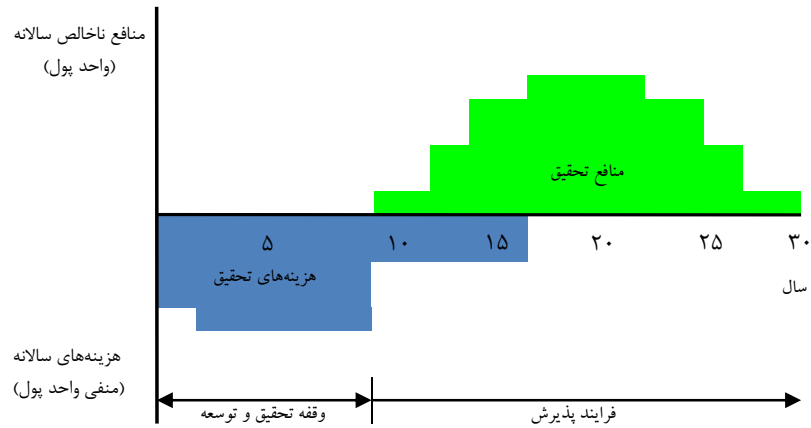 منافع ناخالص سالانه
(واحد پول)
منافع تحقیق
۵
۱۰
۱۵
۲۰
۲۵
۳۰
هزینه‌های تحقیق
سال
هزینه‌های سالانه
(منفی واحد پول)
وقفه تحقیق و توسعه
فرایند پذیرش